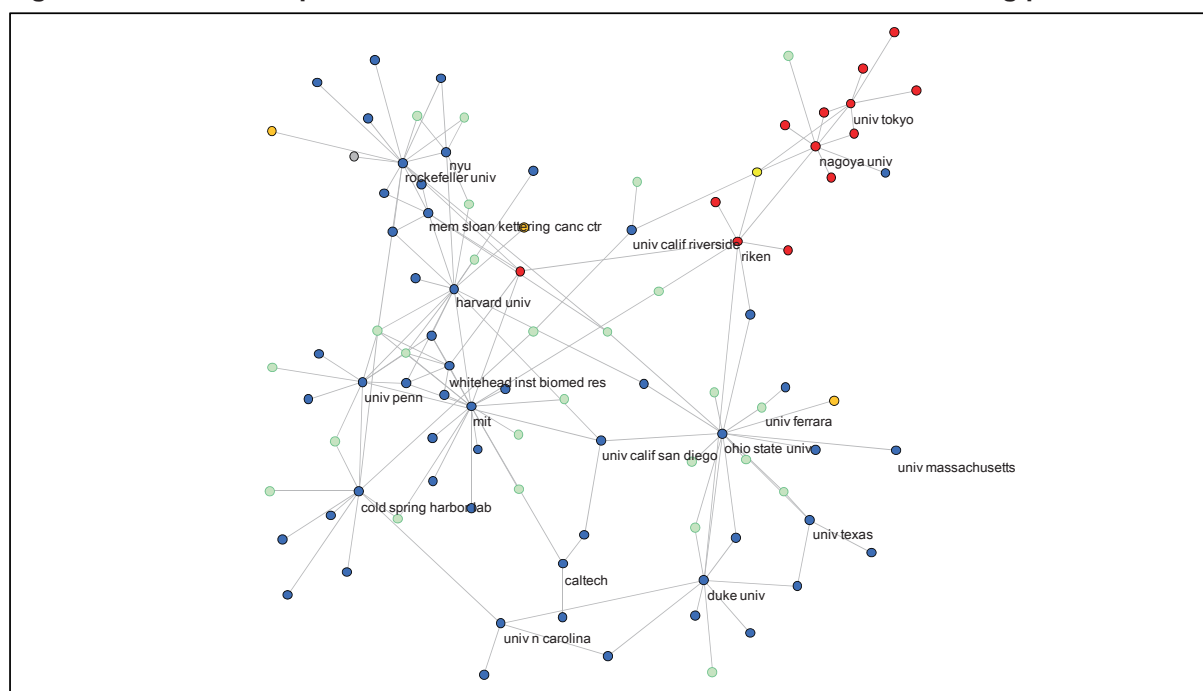 univ tokyo
nagoya univ
nyu
rockefeller univ
mem sloan kettering canc ctr
univ calif riverside
riken
harvard univ
whitehead inst biomed res
univ penn
mit
univ ferrara
ohio state univ
univ calif san diego
univ massachusetts
cold spring harbor lab
univ texas
caltech
duke univ
univ n carolina